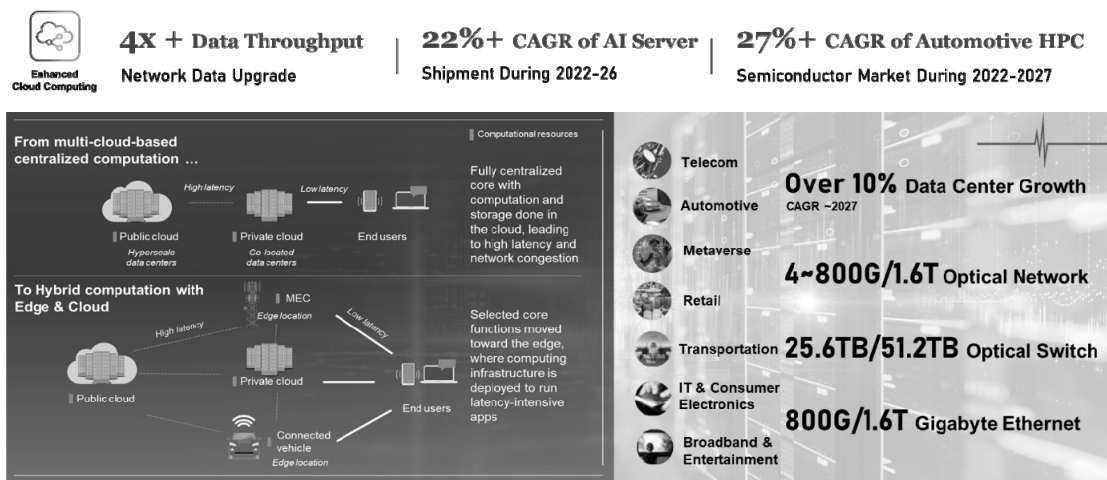 Enhanced
Cloud Computing
4x + Data Throughput
Network Data Upgrade
22%+ CAGR of AI Server
Shipment During 2022-26
27%+ CAGR of Automotive HPC
Semiconductor Market During 2022-2027
From multi-cloud-based
centralized computation ...
High latency
Low latency
Public cloud
Hyperscale
data centers
Private cloud
Co-located
data centers
End users
Computational resources
Fully centralized
core with
computation and
storage done in
the cloud, leading
to high latency and
network congestion
To Hybrid computation with
Edge & Cloud
MEC
Edge location
High latency
Low latency
Public cloud
Private cloud
End users
Connected
vehicle
Edge location
Selected core
functions moved
toward the edge,
where computing
infrastructure is
deployed to run
latency-intensive
apps
Telecom
Automotive
Metaverse
Retail
Transportation
IT & Consumer
Electronics
Broadband &
Entertainment
Over 10% Data Center Growth
CAGR ~2027
4~800G/1.6T Optical Network
25.6TB/51.2TB Optical Switch
800G/1.6T Gigabyte Ethernet